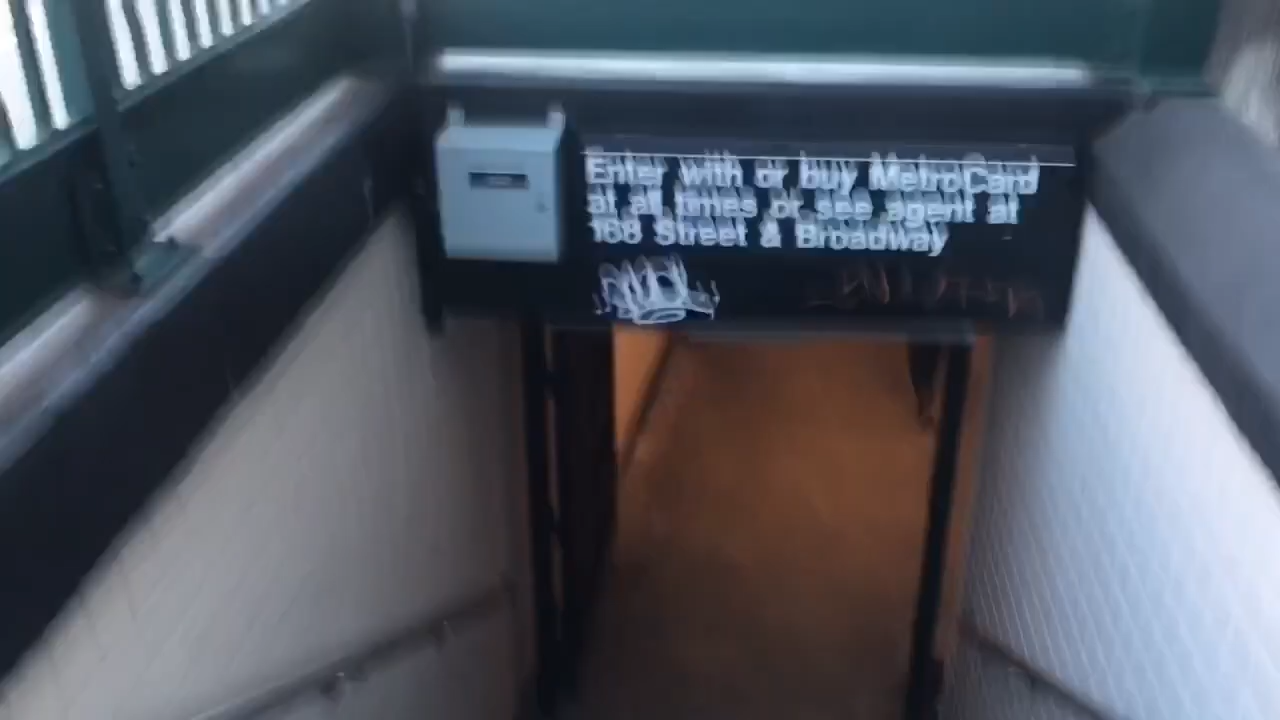 Enter with or buy MetroCard
at all times or see agent at
168 Street & Broadway